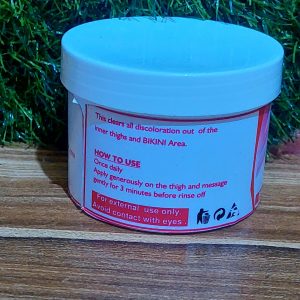 This clears all discoloration out of the
inner thighs and BIKINI Area.
HOW TO USE
Once daily
Apply generously on the thigh and message
gently for 3 minutes before rinse off
For external use only.
Avoid contact with eyes.